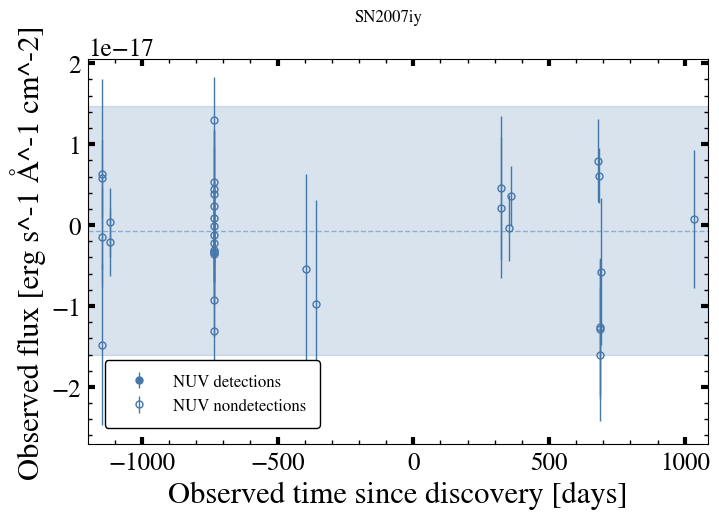 SN2007iy
1e−17
Observed flux [erg s^-1 Å^-1 cm^-2]
2
1
0
−1
−2
NUV detections
NUV nondetections
−1000
−500
0
500
1000
Observed time since discovery [days]